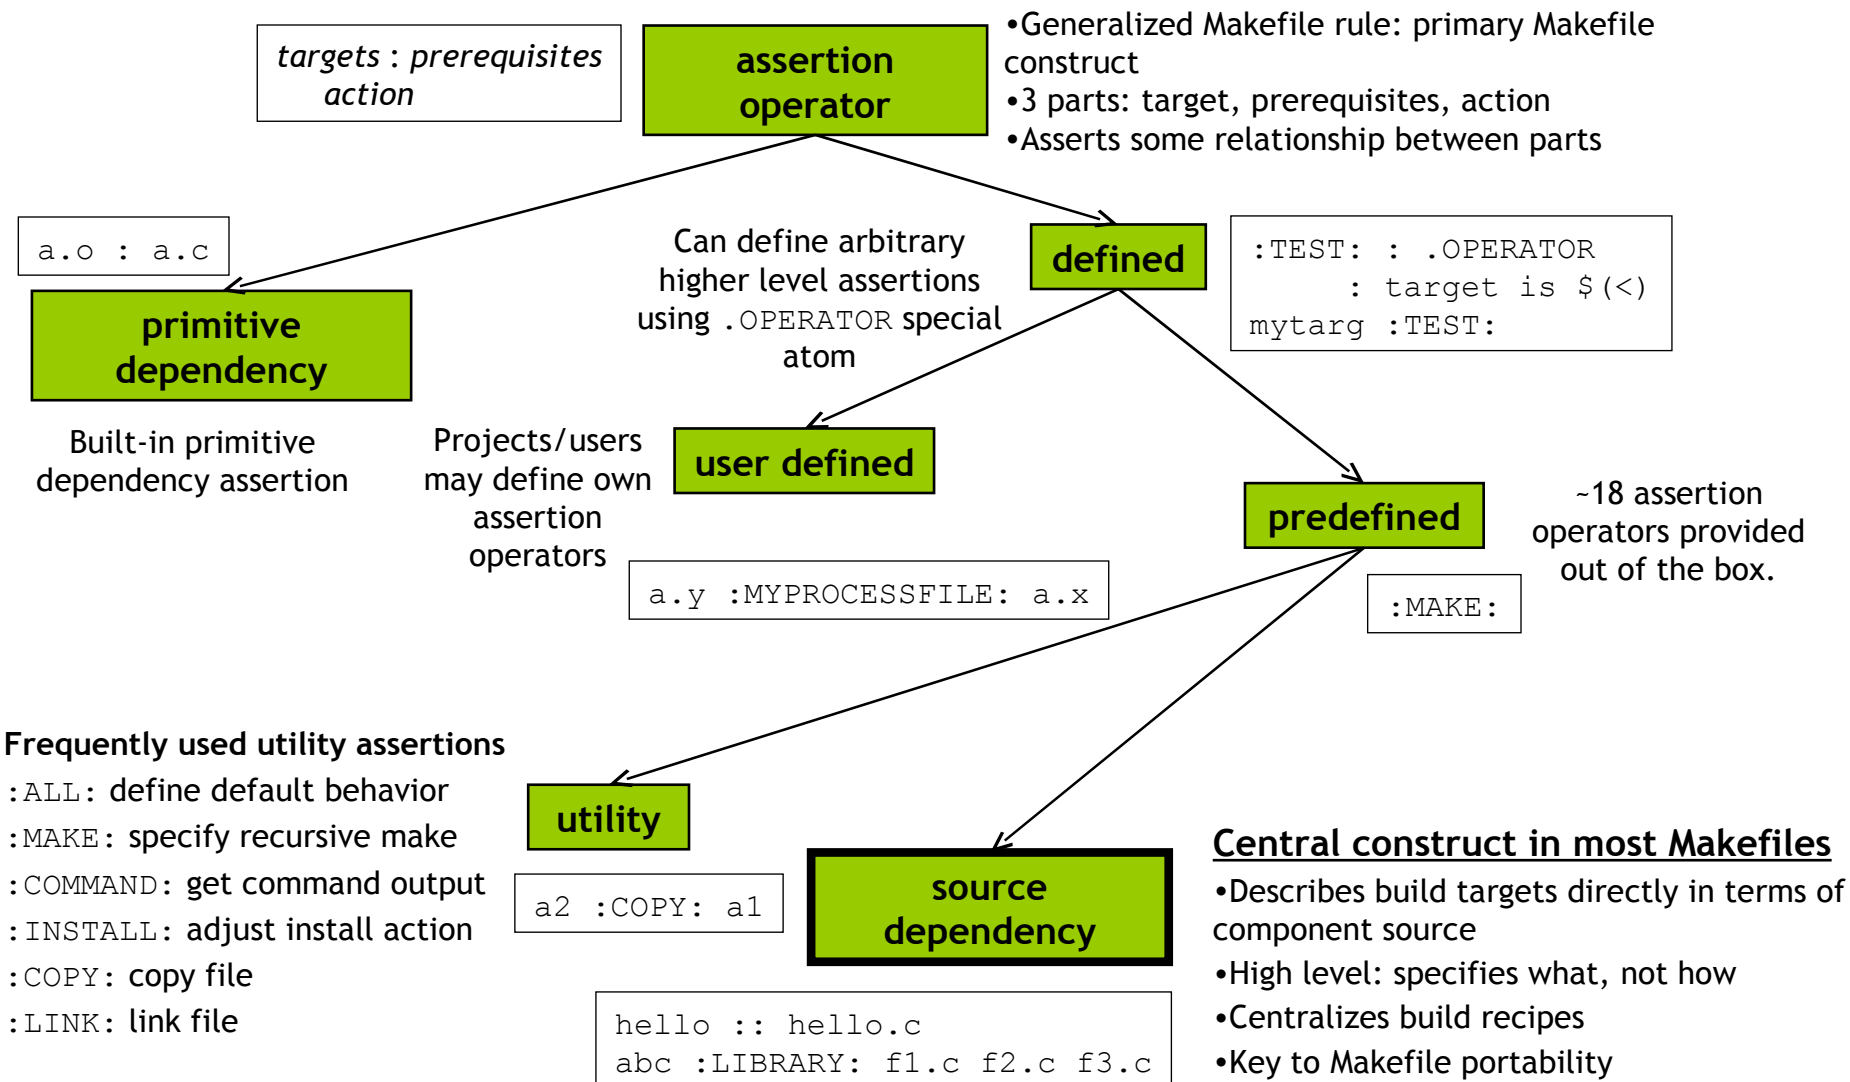 targets : prerequisites
action
assertion
operator
•Generalized Makefile rule: primary Makefile
construct
•3 parts: target, prerequisites, action
•Asserts some relationship between parts
a.o : a.c
primitive
dependency
Built-in primitive
dependency assertion
Can define arbitrary
higher level assertions
using .OPERATOR special
atom
defined
:TEST: : .OPERATOR
: target is $(<)
mytarg :TEST:
Projects/users
may define own
assertion
operators
user defined
a.y :MYPROCESSFILE: a.x
predefined
~18 assertion
operators provided
out of the box.
:MAKE:
Frequently used utility assertions
:ALL: define default behavior
:MAKE: specify recursive make
:COMMAND: get command output
:INSTALL: adjust install action
:COPY: copy file
:LINK: link file
utility
a2 :COPY: a1
source
dependency
hello :: hello.c
abc :LIBRARY: f1.c f2.c f3.c
Central construct in most Makefiles
•Describes build targets directly in terms of
component source
•High level: specifies what, not how
•Centralizes build recipes
•Key to Makefile portability